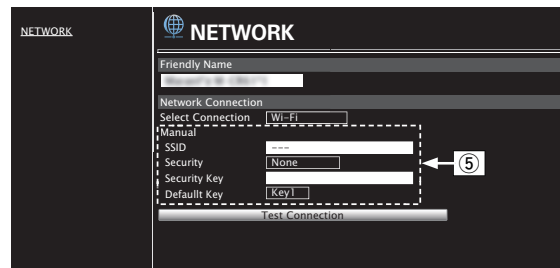 NETWORK
NETWORK
Friendly Name
Network Connection
Select Connection Wi-Fi
Manual
SSID ---
Security None
Security Key
Defaullt Key Key1
Test Connection
⑤